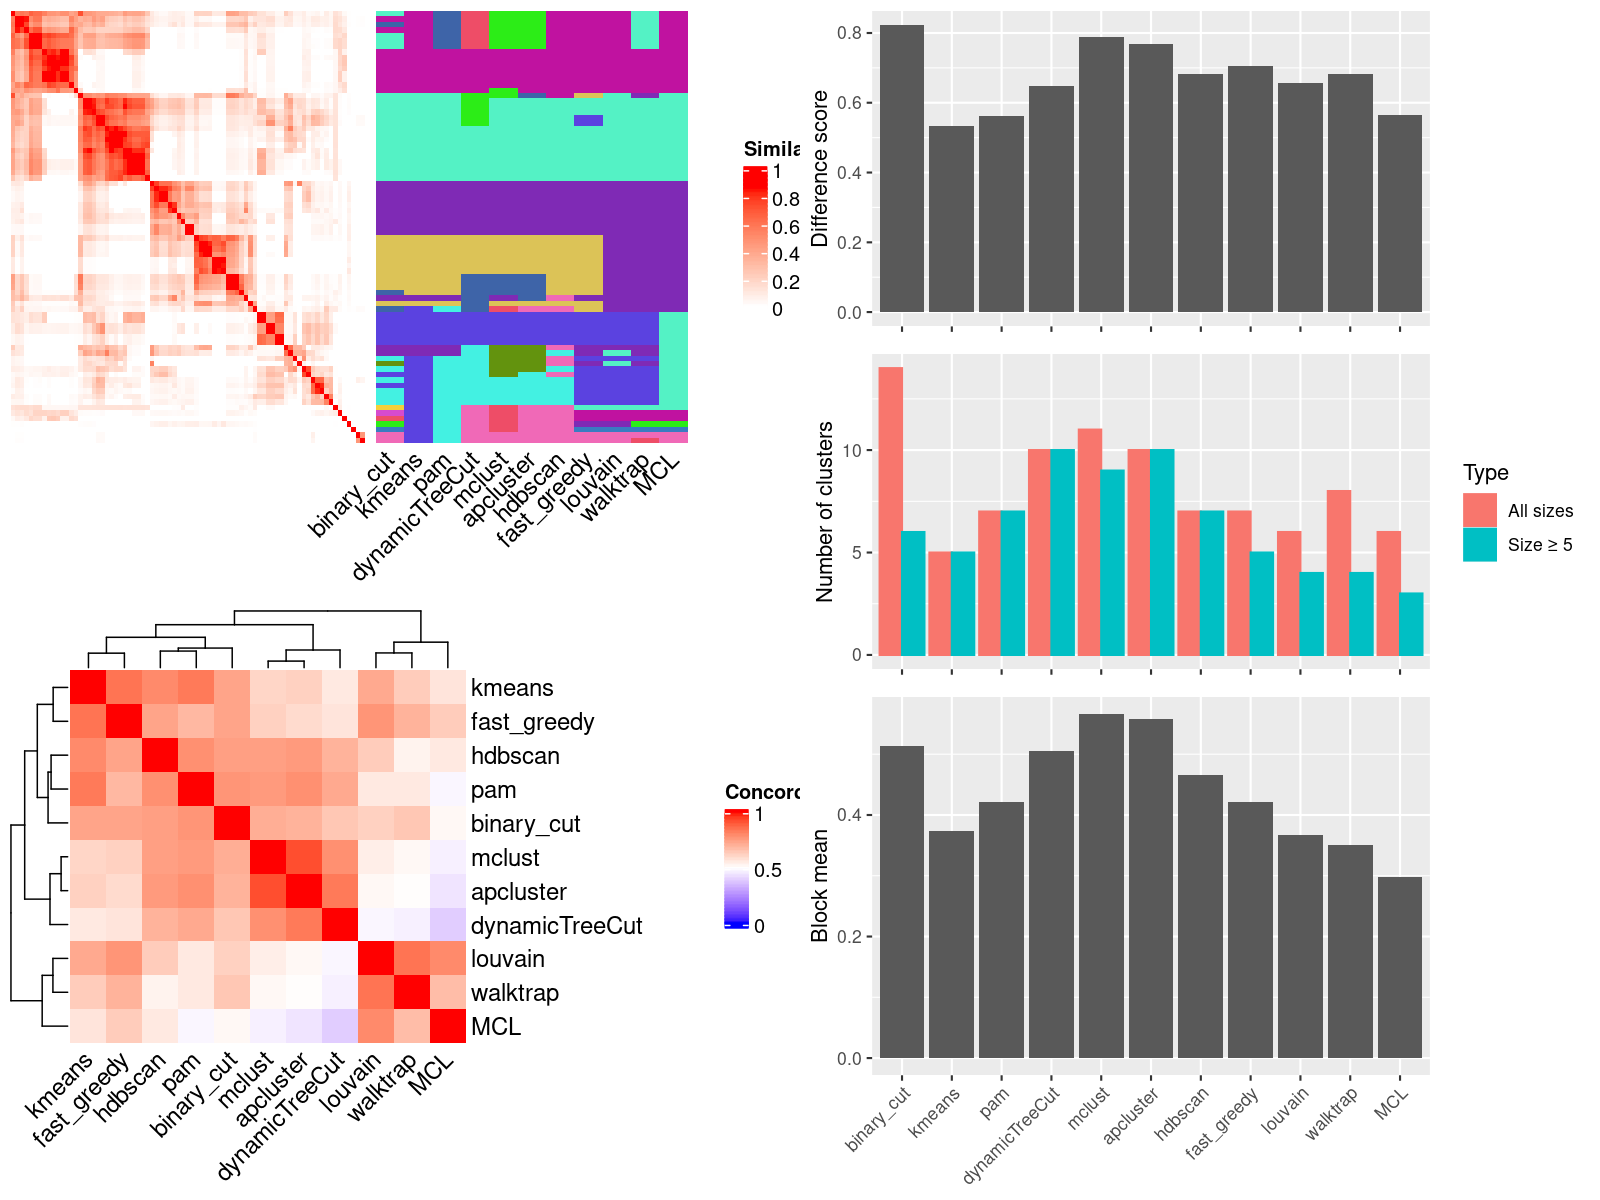 Simila
1
0.8
0.6
0.4
0.2
0
binary_cut
kmeans
pam
dynamicTreeCut
mclust
apcluster
hdbscan
fast_greedy
louvain
walktrap
MCL
kmeans
fast_greedy
hdbscan
pam
binary_cut
mclust
apcluster
dynamicTreeCut
louvain
walktrap
MCL
kmeans
fast_greedy
hdbscan
pam
binary_cut
mclust
apcluster
dynamicTreeCut
louvain
walktrap
MCL
Concord
1
0.5
0
Difference score
0.8
0.6
0.4
0.2
0.0
Number of clusters
10
5
0
Type
All sizes
Size ≥ 5
Block mean
0.4
0.2
0.0
binary_cut
kmeans
pam
dynamicTreeCut
mclust
apcluster
hdbscan
fast_greedy
louvain
walktrap
MCL